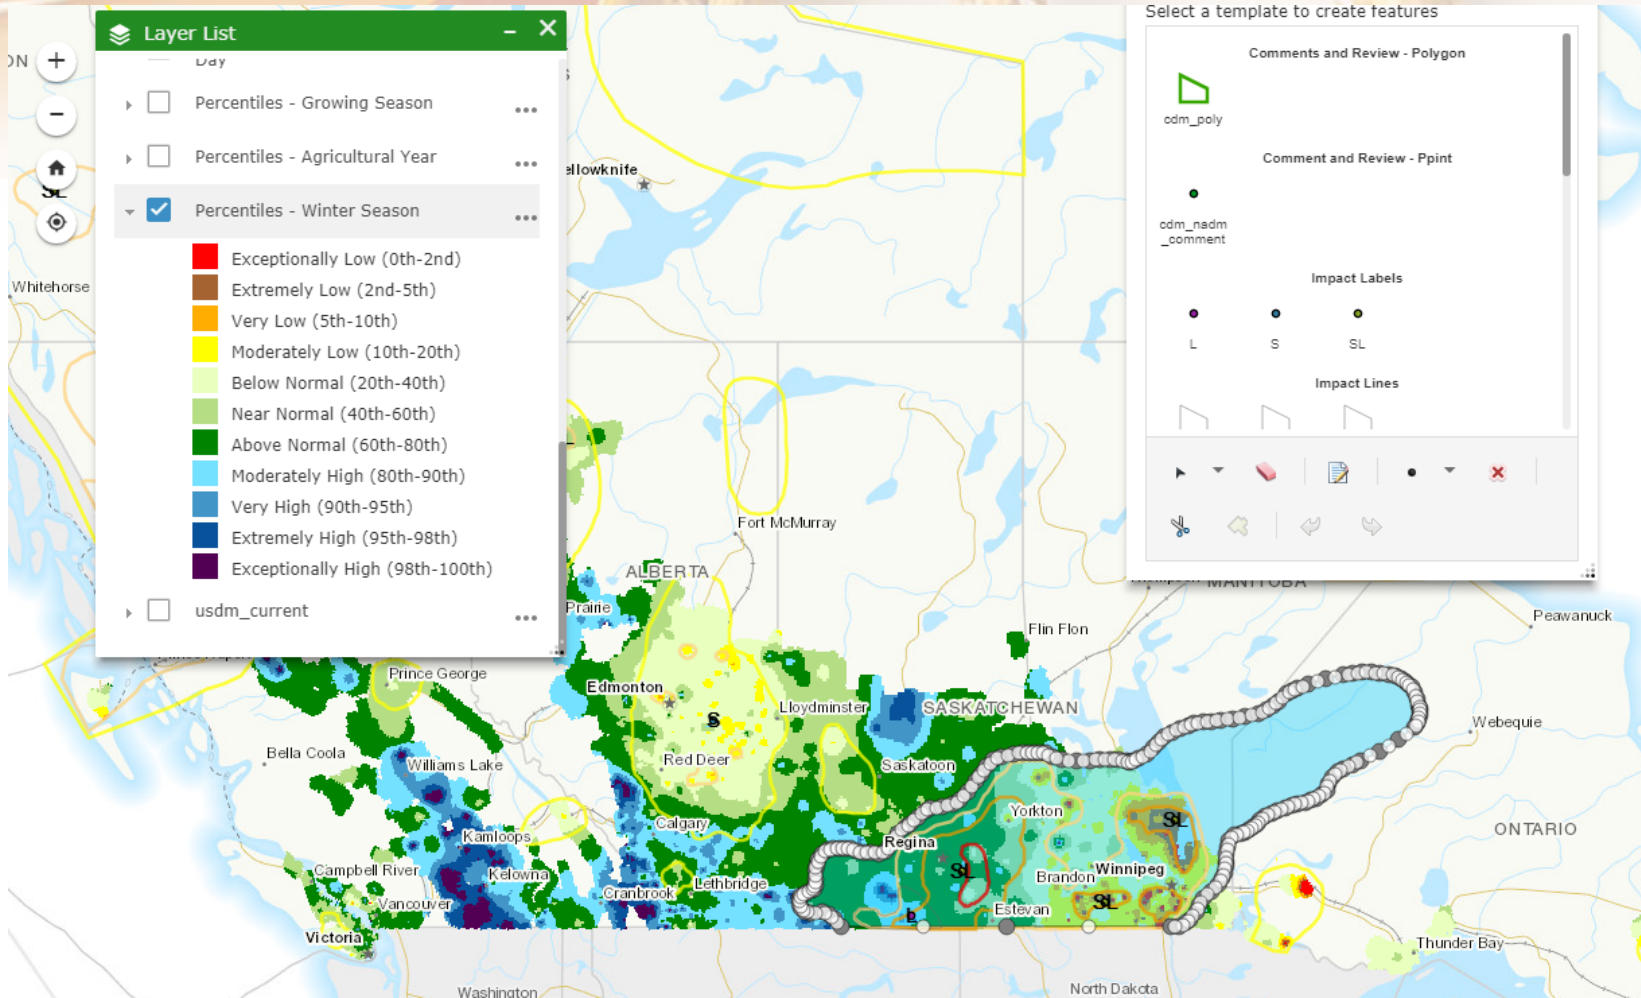 Layer List
Day
Percentiles - Growing Season
Percentiles - Agricultural Year
Percentiles - Winter Season
Exceptionally Low (0th-2nd)
Extremely Low (2nd-5th)
Very Low (5th-10th)
Moderately Low (10th-20th)
Below Normal (20th-40th)
Near Normal (40th-60th)
Above Normal (60th-80th)
Moderately High (80th-90th)
Very High (90th-95th)
Extremely High (95th-98th)
Exceptionally High (98th-100th)
usdm_current
Select a template to create features
Comments and Review - Polygon
cdm_poly
Comment and Review - Ppint
cdm_nadm
_comment
Impact Labels
L S SL
Impact Lines
ON
SL
ellowknife
Whitehorse
Fort McMurray
ALBERTA
MANITOBA
Prairie
Peawanuck
Flin Flon
Prince George
Edmonton
Lloydminster
SASKATCHEWAN
S
Webequie
Bella Coola
Williams Lake
Red Deer
Saskatoon
Yorkton
SL
Calgary
ONTARIO
Kamloops
Regina
Campbell River
Kelowna
SL
Brandon
Winnipeg
Cranbrook
Lethbridge
Vancouver
SL
Estevan
b
Victoria
Thunder Bay
Washington
North Dakota